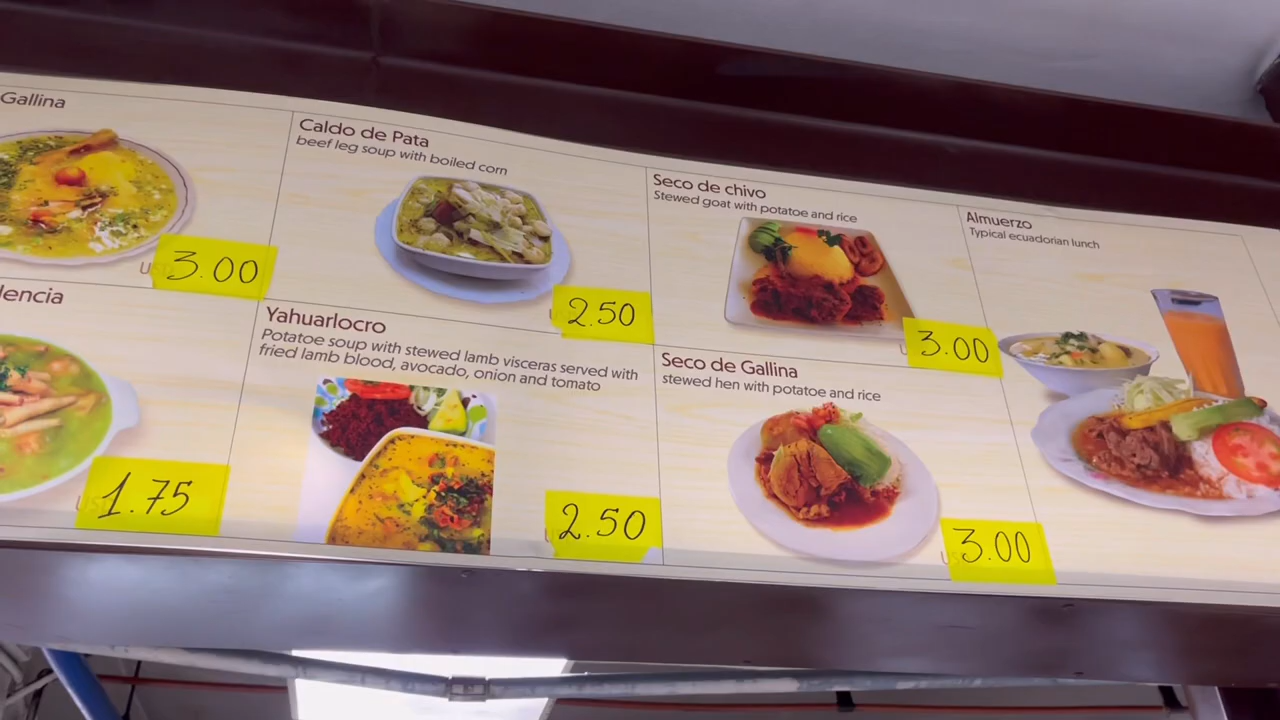 Gallina
3.00
Caldo de Pata
beef leg soup with boiled corn
2.50
Seco de chivo
Stewed goat with potatoe and rice
3.00
Almuerzo
Typical ecuadorian lunch
lencia
1.75
Yahuarlocro
Potatoe soup with stewed lamb visceras served with
fried lamb blood, avocado, onion and tomato
2.50
Seco de Gallina
stewed hen with potatoe and rice
3.00